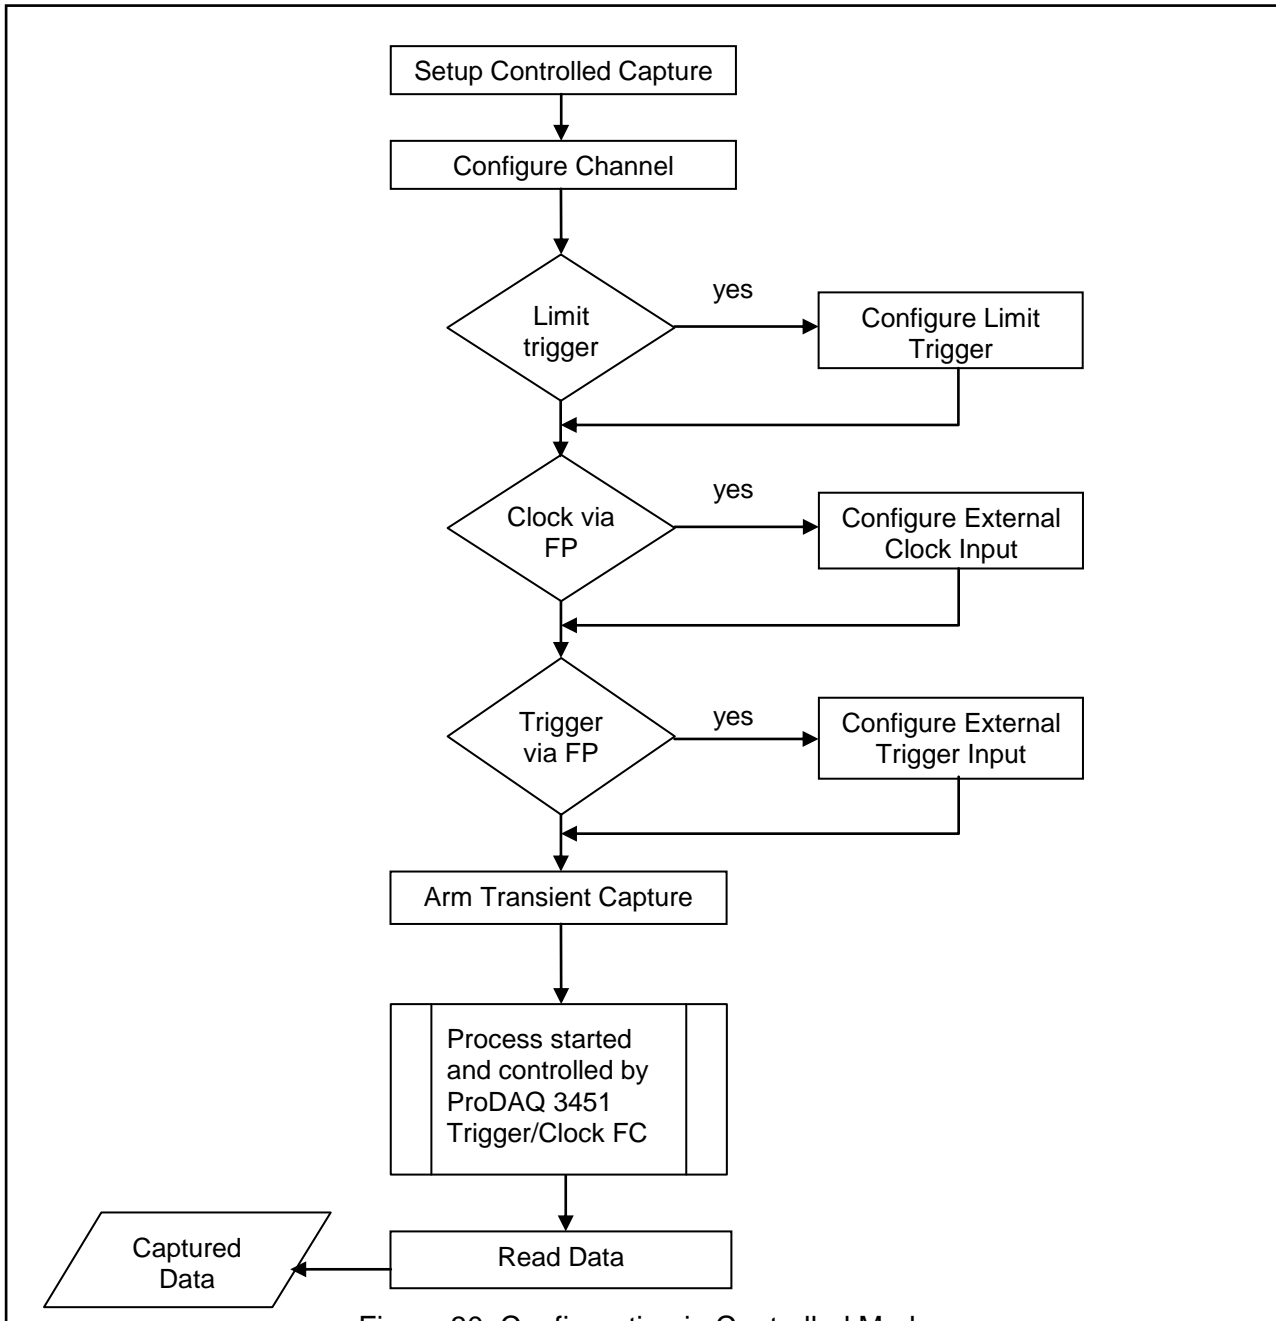 Setup Controlled Capture
Configure Channel
Limit
trigger
yes
Configure Limit
Trigger
Clock via
FP
yes
Configure External
Clock Input
Trigger
via FP
yes
Configure External
Trigger Input
Arm Transient Capture
Process started
and controlled by
ProDAQ 3451
Trigger/Clock FC
Read Data
Captured
Data